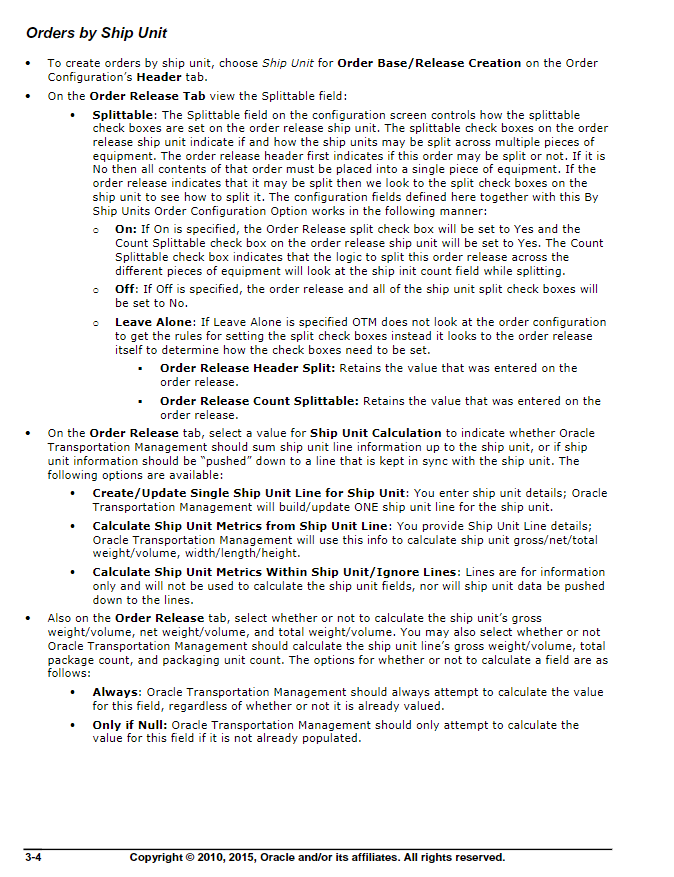 Orders by Ship Unit
• To create orders by ship unit, choose Ship Unit for Order Base/Release Creation on the Order
Configuration's Header tab.
• On the Order Release Tab view the Splittable field:
• Splittable: The Splittable field on the configuration screen controls how the splittable
check boxes are set on the order release ship unit. The splittable check boxes on the order
release ship unit indicate if and how the ship units may be split across multiple pieces of
equipment. The order release header first indicates if this order may be split or not. If it is
No then all contents of that order must be placed into a single piece of equipment. If the
order release indicates that it may be split then we look to the split check boxes on the
ship unit to see how to split it. The configuration fields defined here together with this By
Ship Units Order Configuration Option works in the following manner:
o On: If On is specified, the Order Release split check box will be set to Yes and the
Count Splittable check box on the order release ship unit will be set to Yes. The Count
Splittable check box indicates that the logic to split this order release across the
different pieces of equipment will look at the ship init count field while splitting.
o Off: If Off is specified, the order release and all of the ship unit split check boxes will
be set to No.
o Leave Alone: If Leave Alone is specified OTM does not look at the order configuration
to get the rules for setting the split check boxes instead it looks to the order release
itself to determine how the check boxes need to be set.
▪ Order Release Header Split: Retains the value that was entered on the
order release.
▪ Order Release Count Splittable: Retains the value that was entered on the
order release.
• On the Order Release tab, select a value for Ship Unit Calculation to indicate whether Oracle
Transportation Management should sum ship unit line information up to the ship unit, or if ship
unit information should be “pushed” down to a line that is kept in sync with the ship unit. The
following options are available:
• Create/Update Single Ship Unit Line for Ship Unit: You enter ship unit details; Oracle
Transportation Management will build/update ONE ship unit line for the ship unit.
• Calculate Ship Unit Metrics from Ship Unit Line: You provide Ship Unit Line details;
Oracle Transportation Management will use this info to calculate ship unit gross/net/total
weight/volume, width/length/height.
• Calculate Ship Unit Metrics Within Ship Unit/Ignore Lines: Lines are for information
only and will not be used to calculate the ship unit fields, nor will ship unit data be pushed
down to the lines.
• Also on the Order Release tab, select whether or not to calculate the ship unit's gross
weight/volume, net weight/volume, and total weight/volume. You may also select whether or not
Oracle Transportation Management should calculate the ship unit line's gross weight/volume, total
package count, and packaging unit count. The options for whether or not to calculate a field are as
follows:
• Always: Oracle Transportation Management should always attempt to calculate the value
for this field, regardless of whether or not it is already valued.
• Only if Null: Oracle Transportation Management should only attempt to calculate the
value for this field if it is not already populated.
3-4 Copyright © 2010, 2015, Oracle and/or its affiliates. All rights reserved.